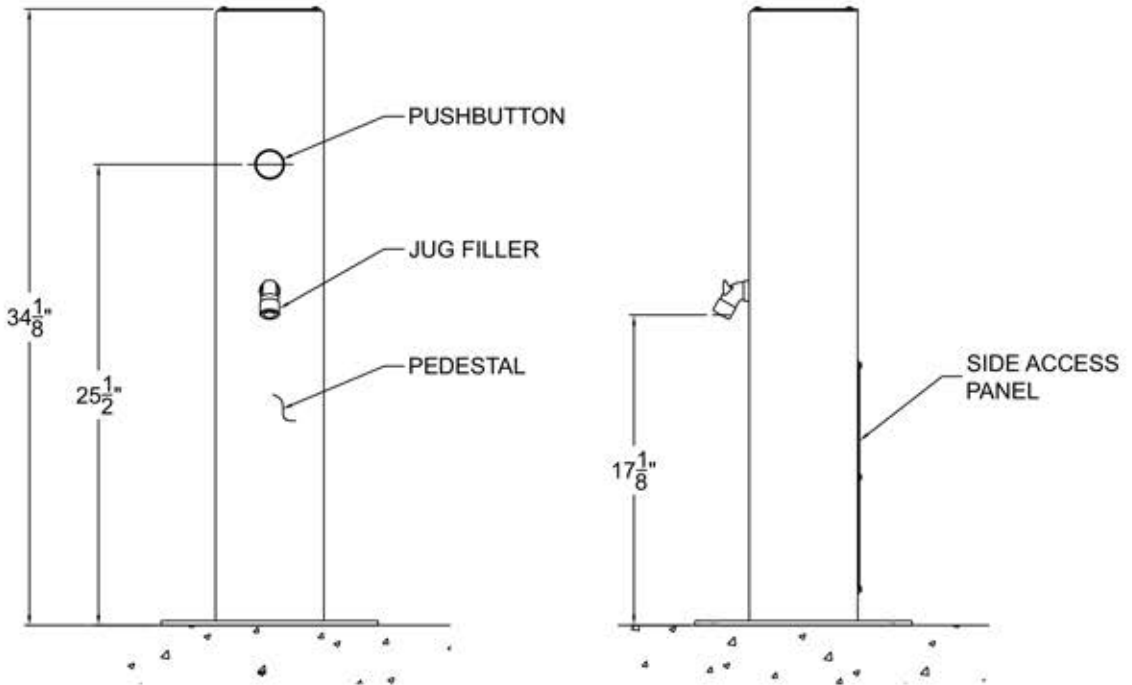 PUSHBUTTON
JUG FILLER
34 1/8"
PEDESTAL
25 1/2"
SIDE ACCESS
PANEL
17 1/8"